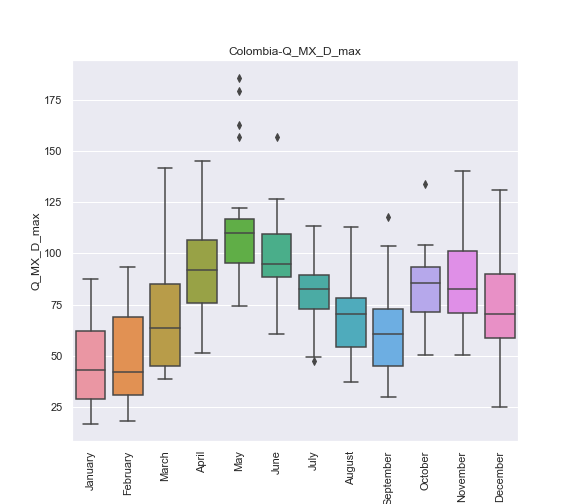 Colombia-Q_MX_D_max
Q_MX_D_max
175
150
125
100
75
50
25
January
February
March
April
May
June
July
August
September
October
November
December